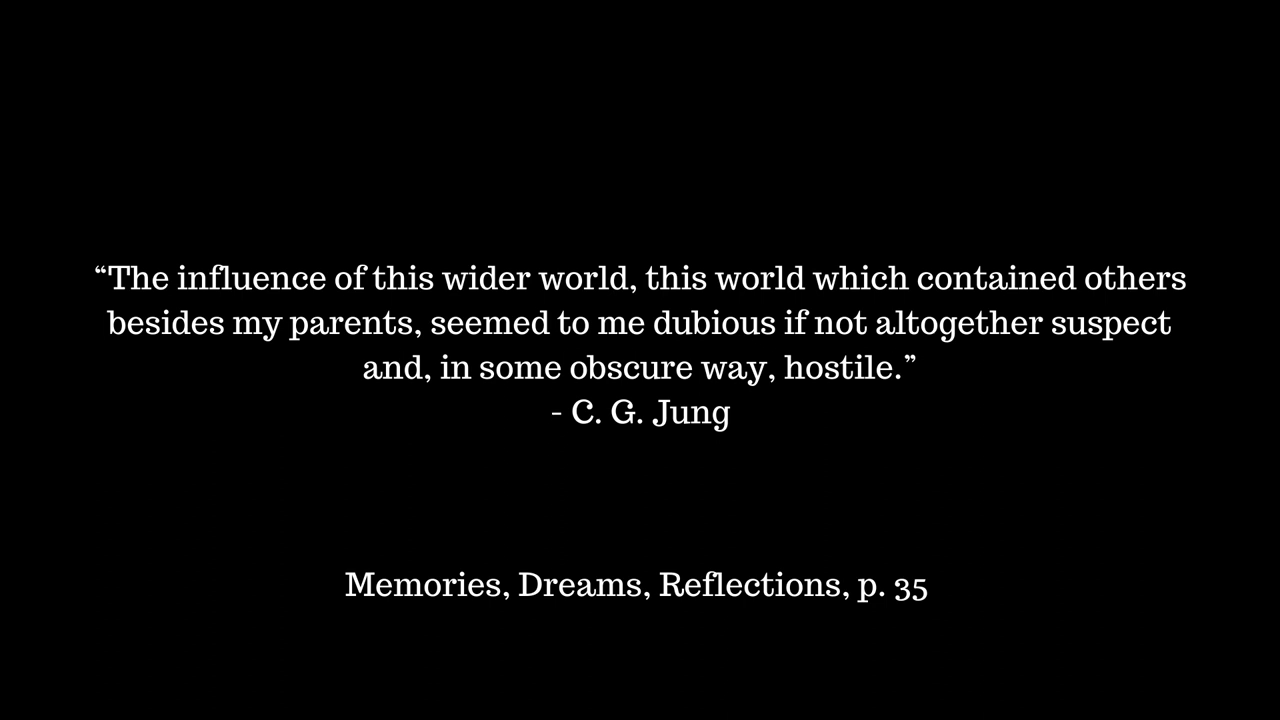 “The influence of this wider world, this world which contained others
besides my parents, seemed to me dubious if not altogether suspect
and, in some obscure way, hostile.”
- C. G. Jung
Memories, Dreams, Reflections, p. 35